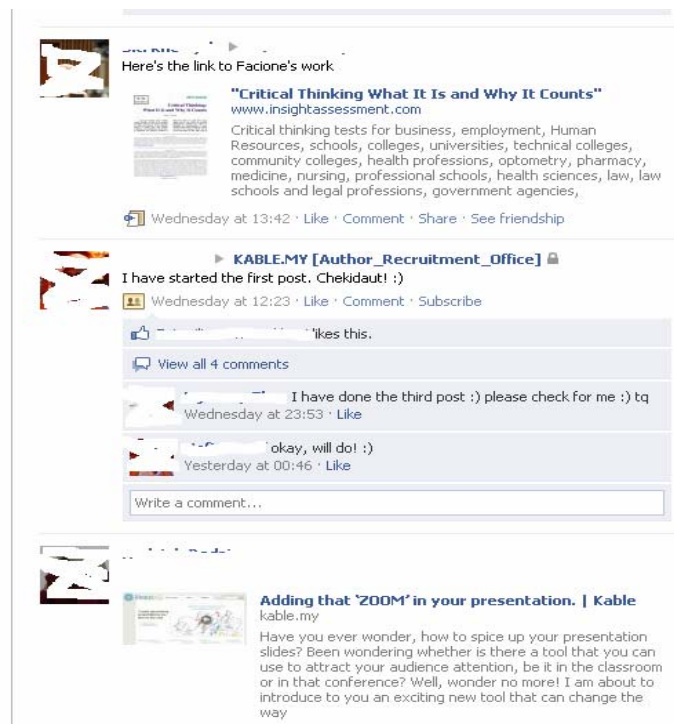 Here's the link to Facione's work
"Critical Thinking What It Is and Why It Counts"
www.insightassessment.com
Critical thinking tests for business, employment, Human
Resources, schools, colleges, universities, technical colleges,
community colleges, health professions, optometry, pharmacy,
medicine, nursing, professional schools, health sciences, law, law
schools and legal professions, government agencies,
Wednesday at 13:42 · Like · Comment · Share · See friendship
KABLE.MY [Author_Recruitment_Office]
I have started the first post. Chekidaut! :)
Wednesday at 12:23 · Like · Comment · Subscribe
likes this.
View all 4 comments
I have done the third post :) please check for me :) tq
Wednesday at 23:53 · Like
okay, will do! :)
Yesterday at 00:46 · Like
Write a comment...
Adding that 'ZOOM' in your presentation. | Kable
kable.my
Have you ever wonder, how to spice up your presentation
slides? Been wondering whether is there a tool that you can
use to attract your audience attention, be it in the classroom
or in that conference? Well, wonder no more! I am about to
introduce to you an exciting new tool that can change the
way